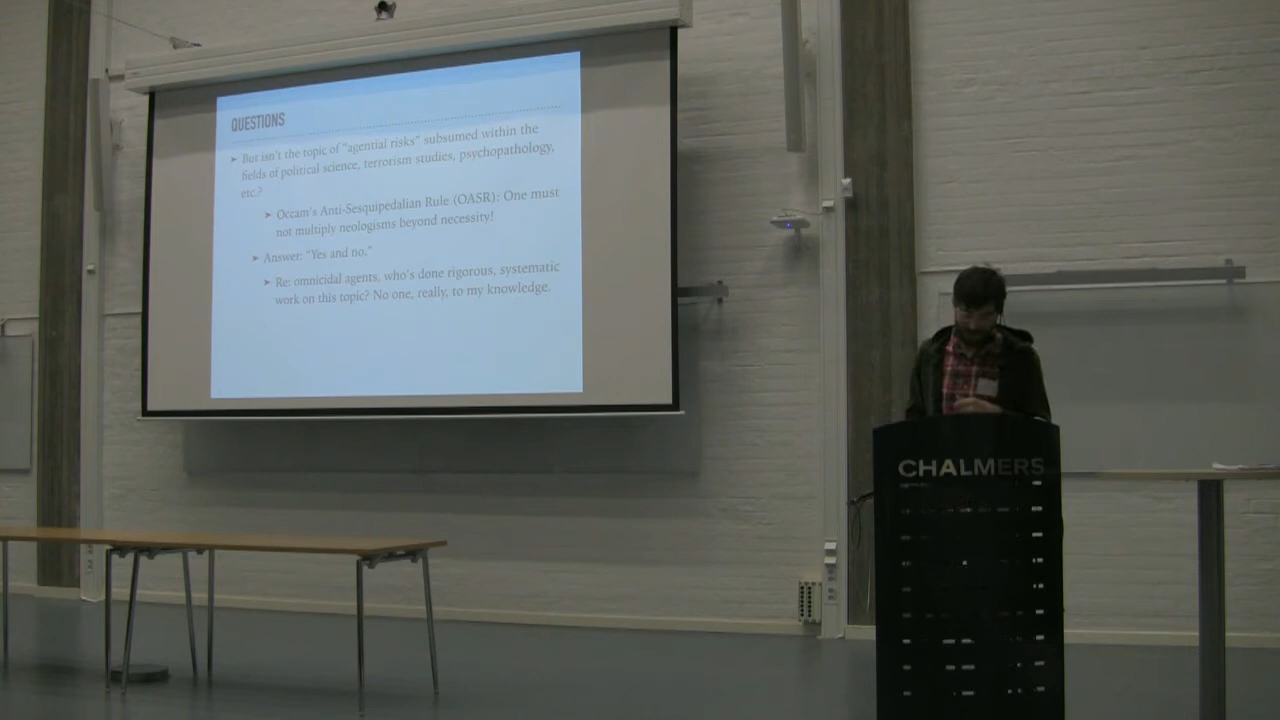 QUESTIONS
➤ But isn't the topic of "agential risks" subsumed within the
fields of political science, terrorism studies, psychopathology,
etc.?
➤ Occam's Anti-Sesquipedalian Rule (OASR): One must
not multiply neologisms beyond necessity!
➤ Answer: "Yes and no."
➤ Re: omnicidal agents, who's done rigorous, systematic
work on this topic? No one, really, to my knowledge.
CHALMERS